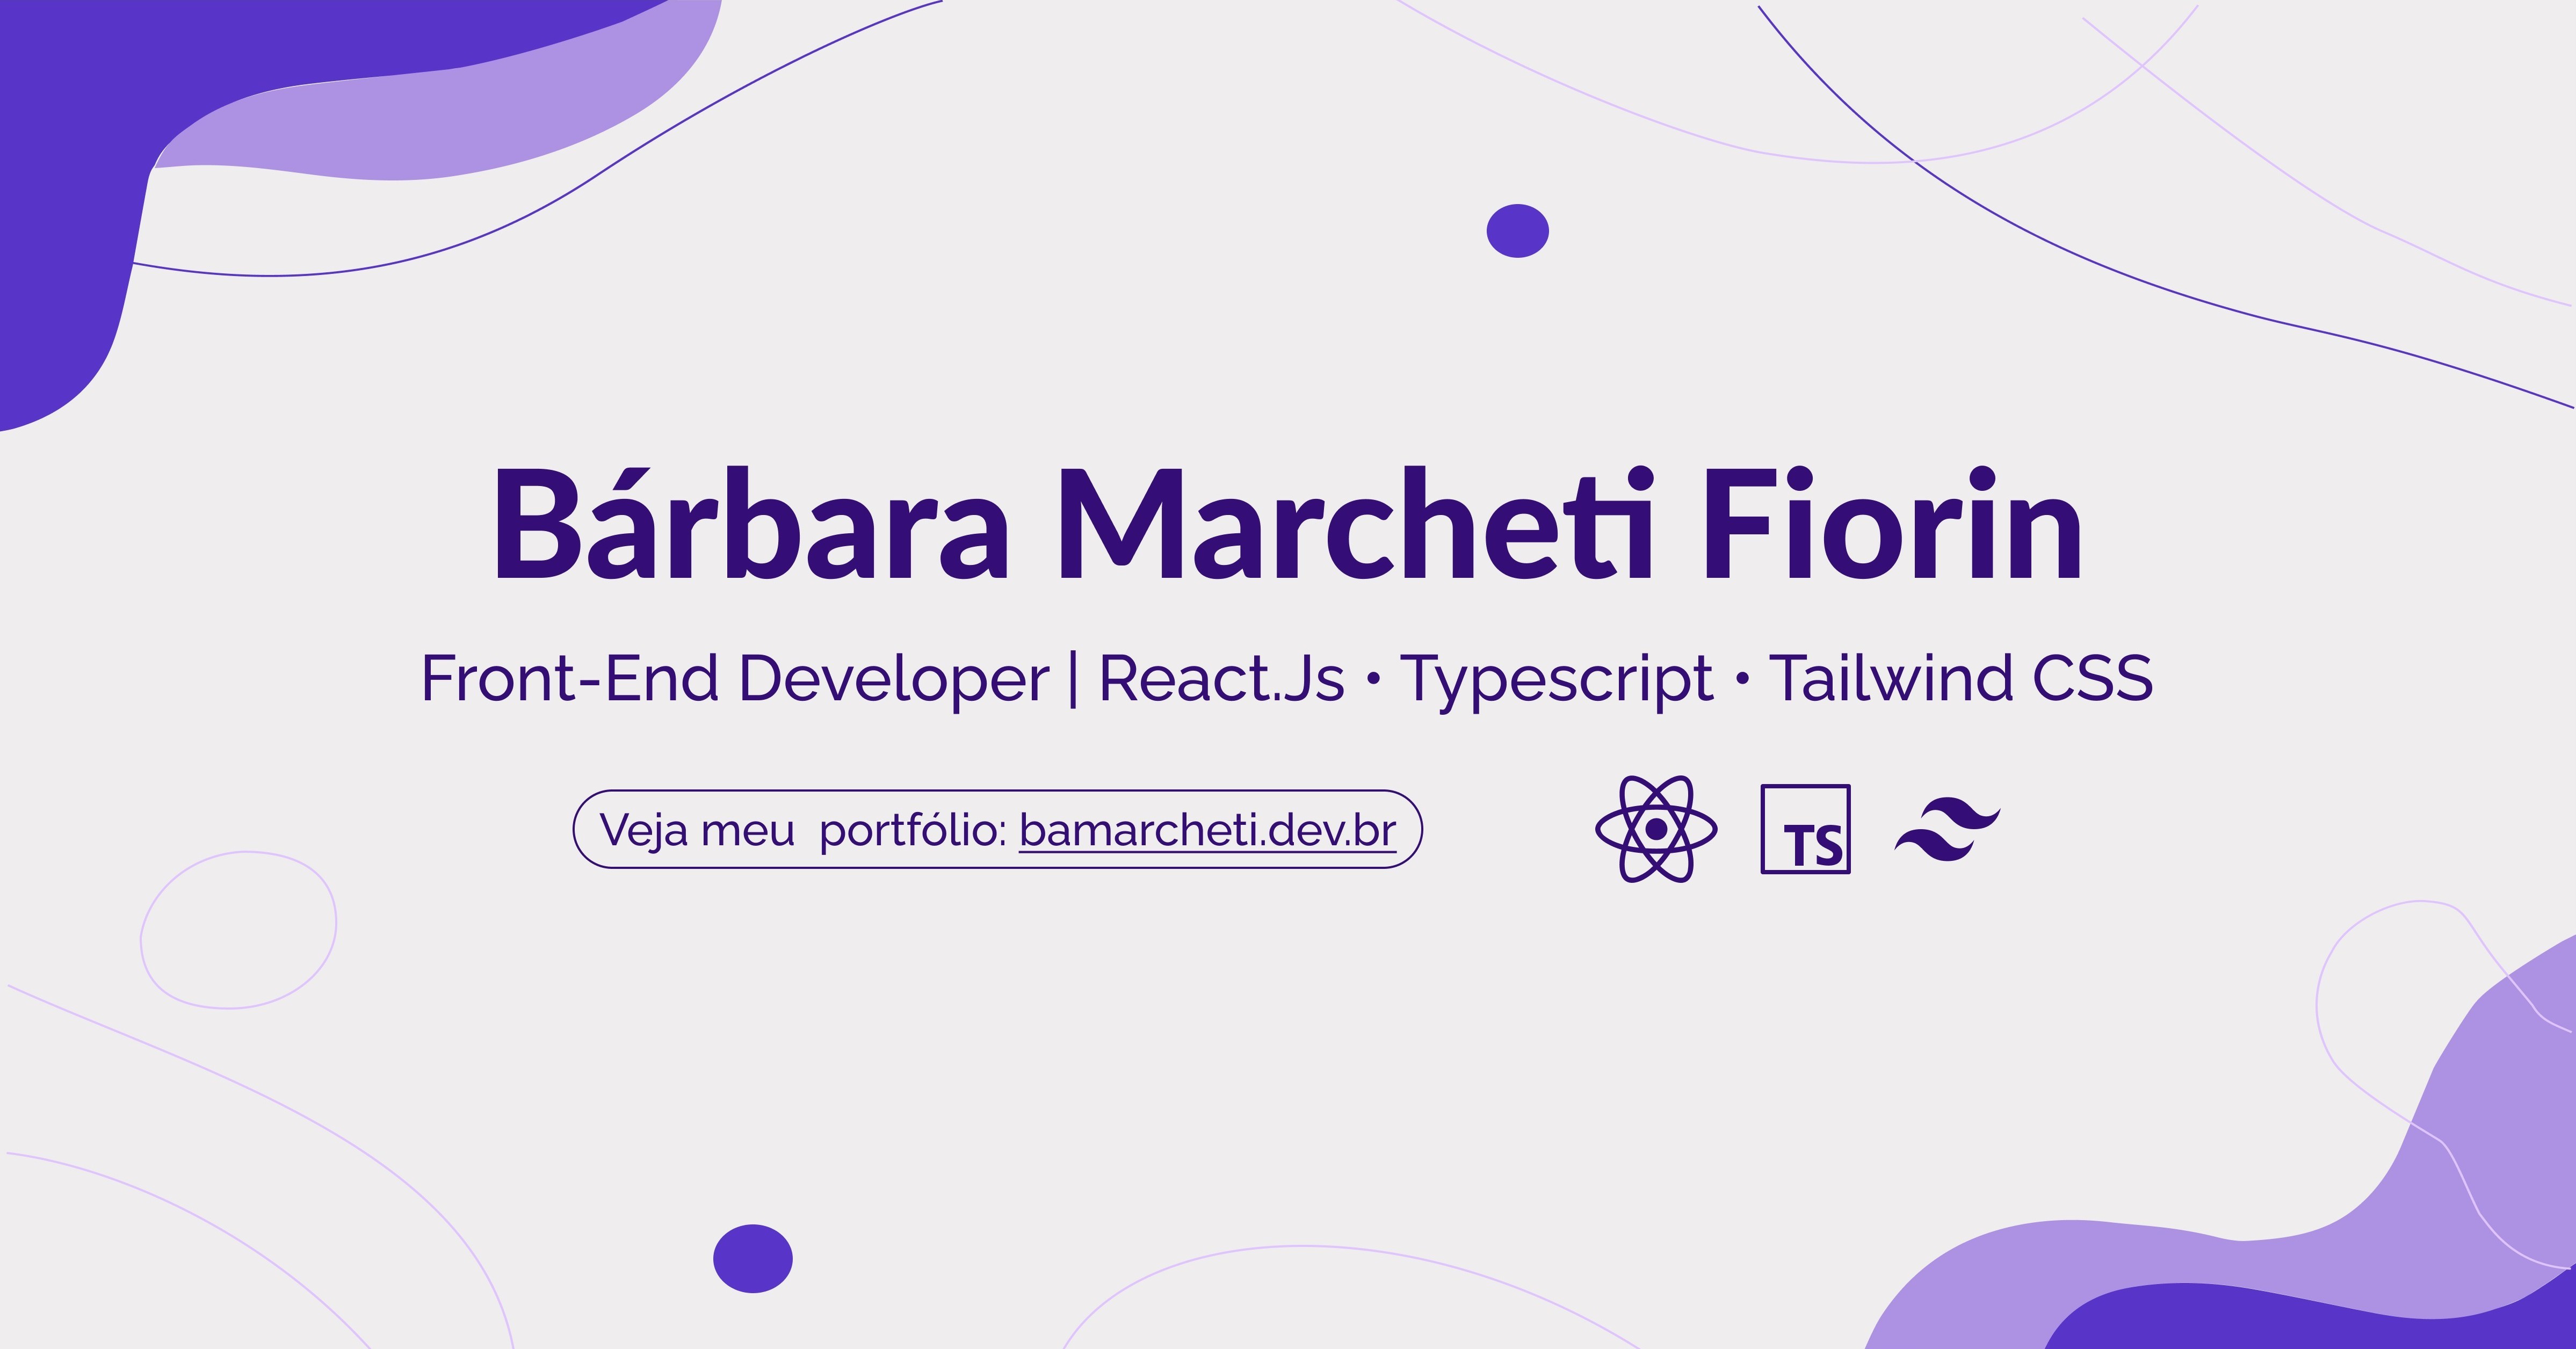 Bárbara Marcheti Fiorin
Front-End Developer | React.Js • Typescript • Tailwind CSS
Veja meu  portfólio: bamarcheti.dev.br
TS